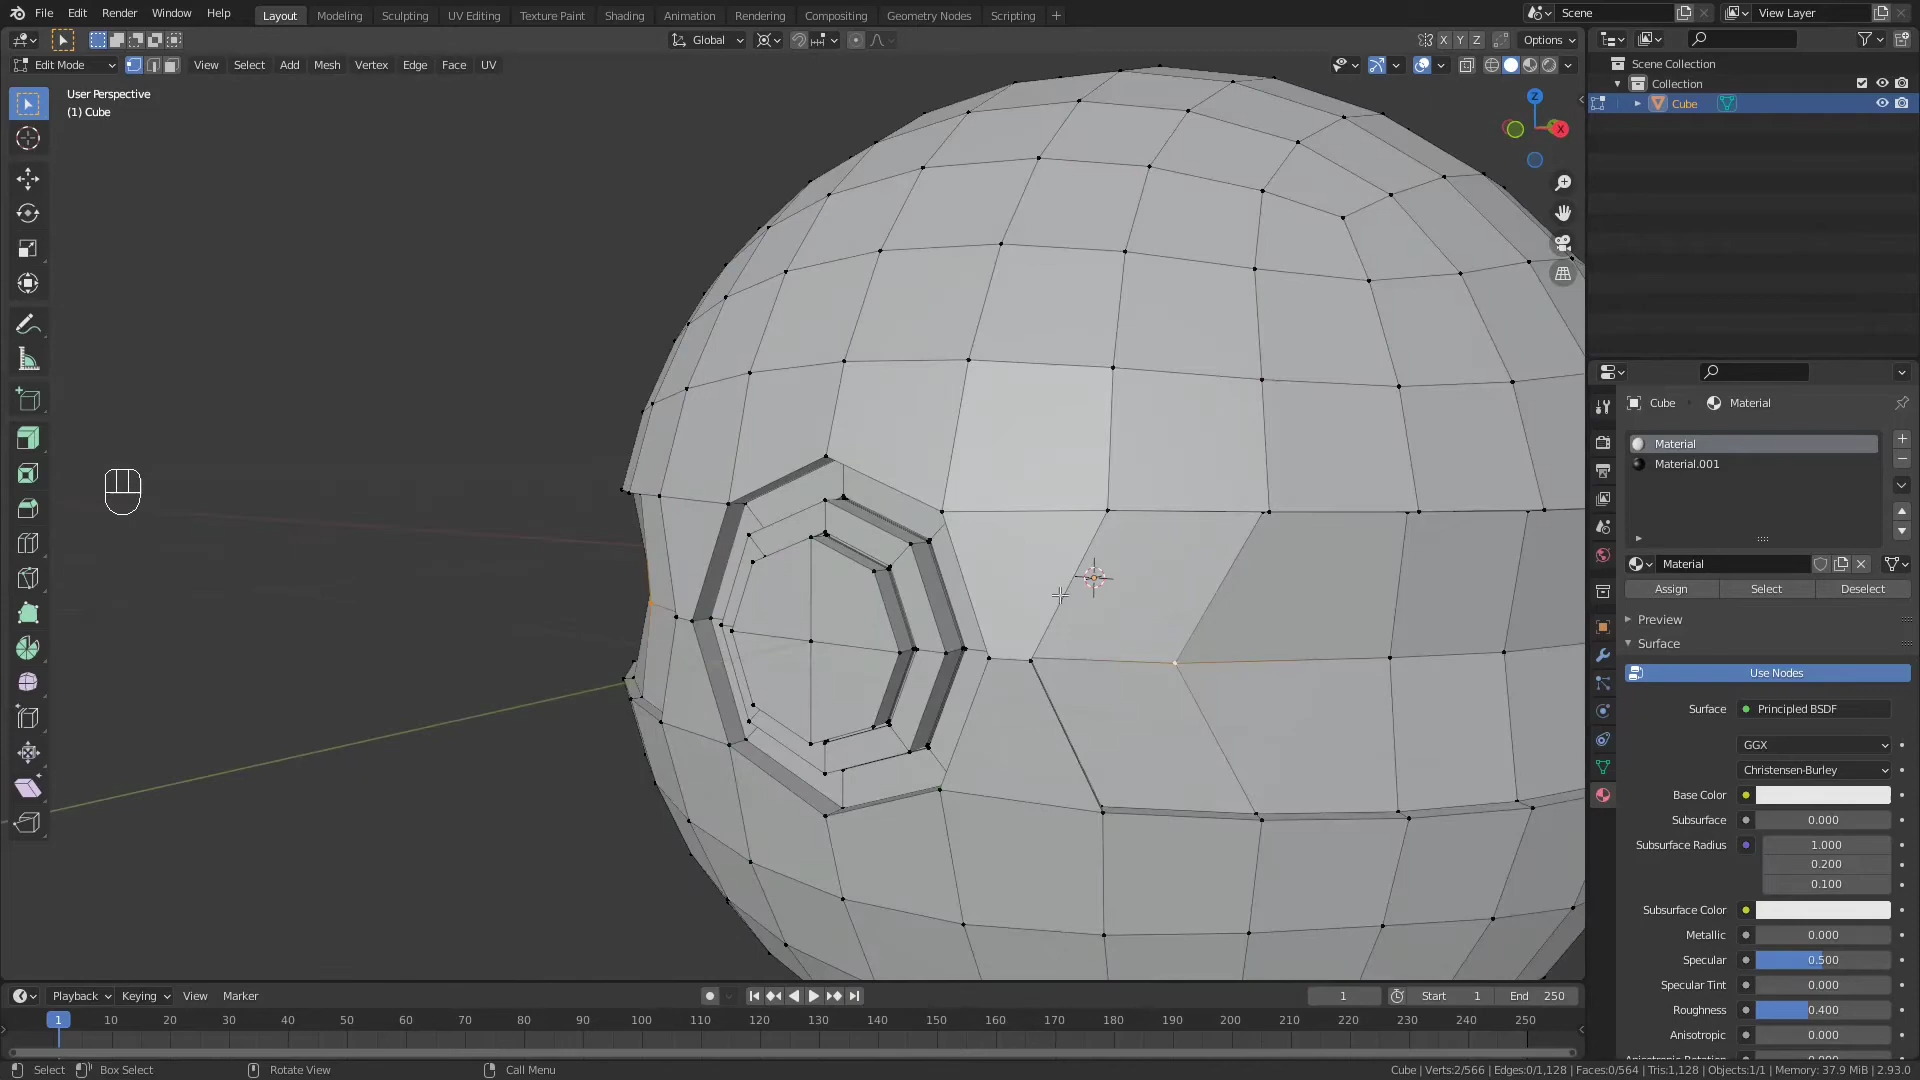 File Edit Render Window Help Layout Modeling Sculpting UV Editing Texture Paint Shading Animation Rendering Compositing Geometry Nodes Scripting + Scene View Layer
Global X Y Z Options
Edit Mode View Select Add Mesh Vertex Edge Face UV
Scene Collection
Collection
Cube
User Perspective
(1) Cube
Z
X
Cube Material
Material
Material.001
Material
Assign Select Deselect
Preview
Surface
Use Nodes
Surface Principled BSDF
GGX
Christensen-Burley
Base Color
Subsurface 0.000
Subsurface Radius 1.000
0.200
0.100
Subsurface Color
Metallic 0.000
Specular 0.500
Specular Tint 0.000
Roughness 0.400
Anisotropic 0.000
Anisotropic Rotation 0.000
Playback Keying View Marker 1 Start 1 End 250
1 10 20 30 40 50 60 70 80 90 100 110 120 130 140 150 160 170 180 190 200 210 220 230 240 250
Select Box Select Rotate View Call Menu Cube | Verts:2/566 | Edges:0/1,128 | Faces:0/564 | Tris:1,128 | Objects:1/1 | Memory: 37.9 MiB | 2.93.0